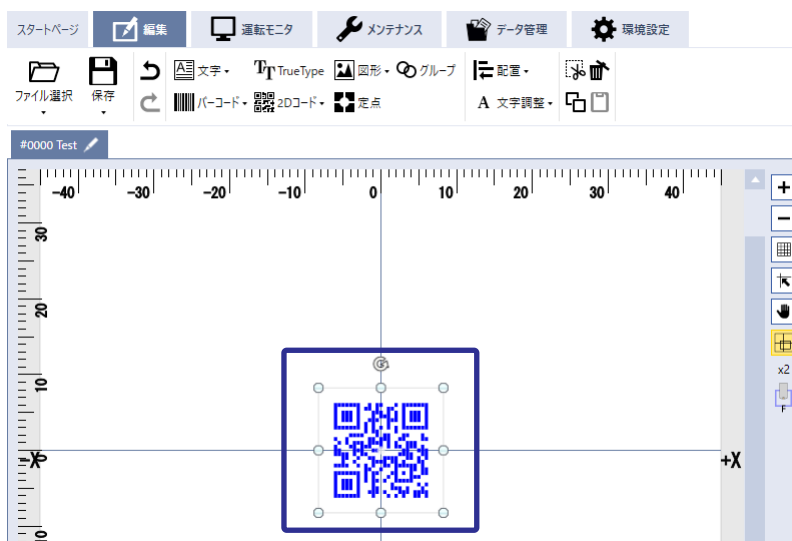 スタートページ 編集 運転モニタ メンテナンス データ管理 環境設定
ファイル選択 保存 文字 TrueType 図形 グループ 配置
バーコード 2Dコード 定点 A 文字調整
#0000 Test
-40 -30 -20 -10 0 10 20 30 40
30
20
10
x2
F
-X 0 +X